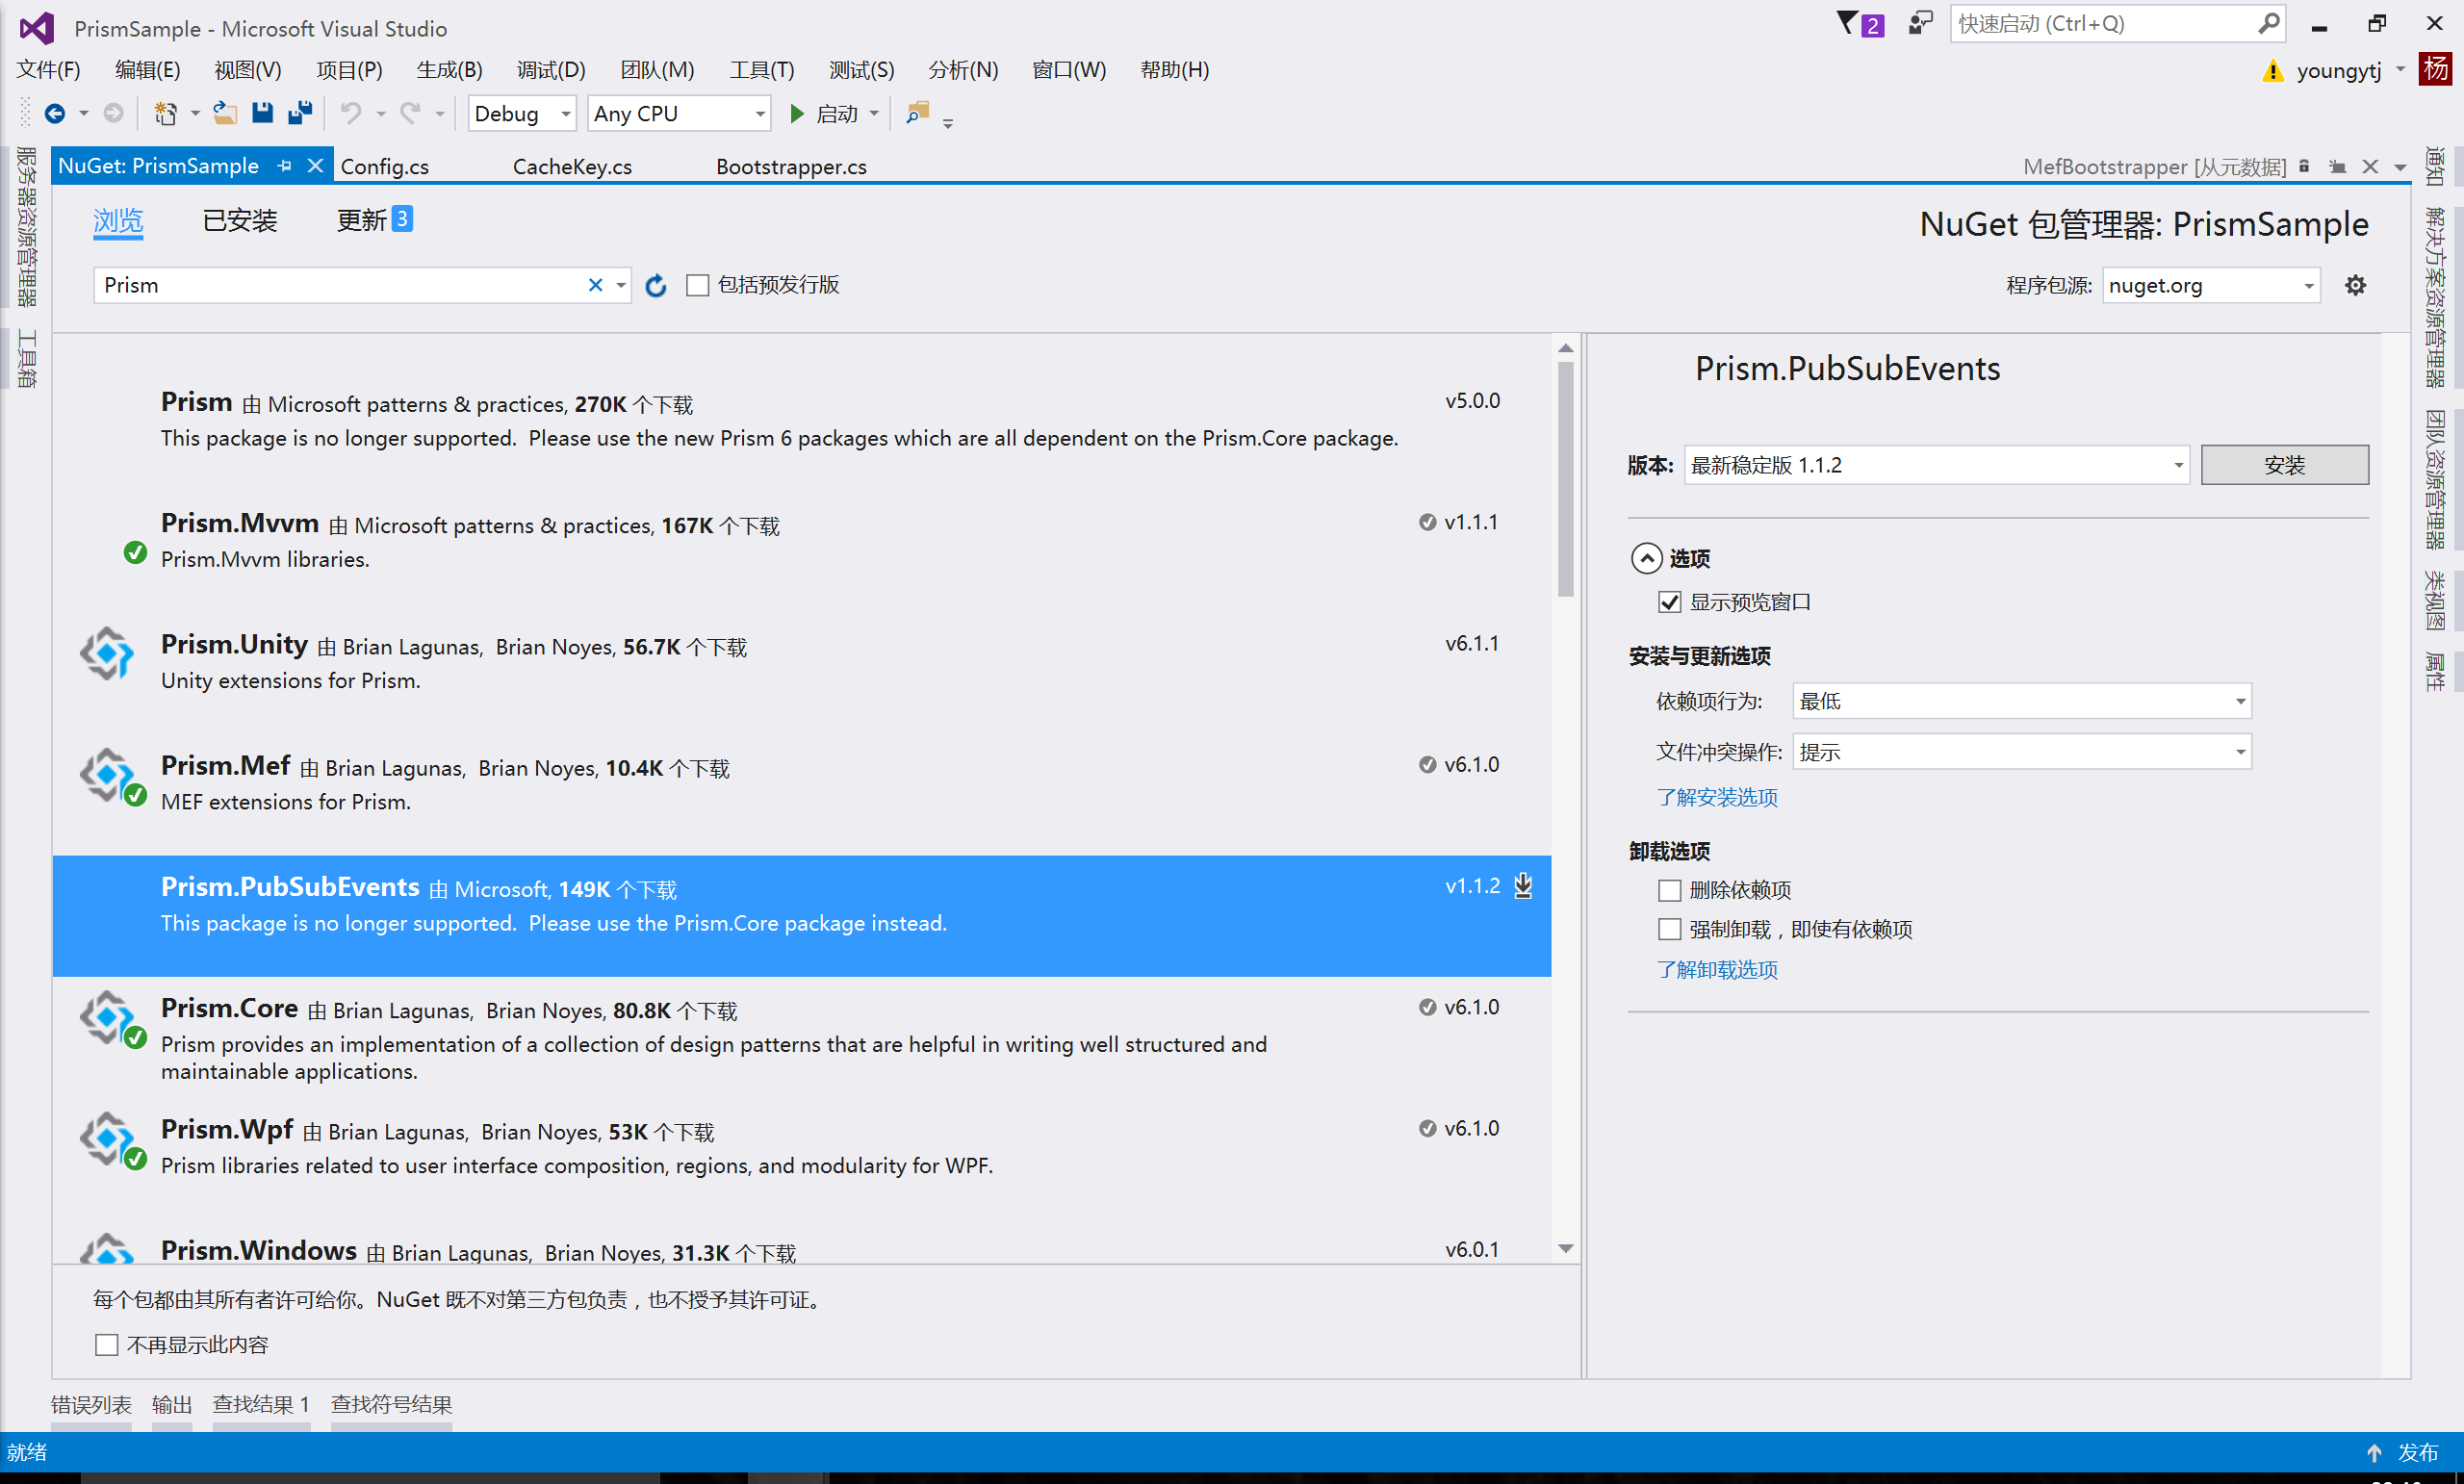 PrismSample - Microsoft Visual Studio
2
快速启动 (Ctrl+Q)
文件(F) 编辑(E) 视图(V) 项目(P) 生成(B) 调试(D) 团队(M) 工具(T) 测试(S) 分析(N) 窗口(W) 帮助(H)
youngytj 杨
Debug Any CPU 启动
服务器资源管理器
工具箱
NuGet: PrismSample Config.cs CacheKey.cs Bootstrapper.cs MefBootstrapper [从元数据]
浏览 已安装 更新 3
NuGet 包管理器: PrismSample
Prism 包括预发行版
程序包源: nuget.org
Prism 由 Microsoft patterns & practices, 270K 个下载 v5.0.0
This package is no longer supported.  Please use the new Prism 6 packages which are all dependent on the Prism.Core package.
Prism.Mvvm 由 Microsoft patterns & practices, 167K 个下载 v1.1.1
Prism.Mvvm libraries.
Prism.Unity 由 Brian Lagunas,  Brian Noyes, 56.7K 个下载 v6.1.1
Unity extensions for Prism.
Prism.Mef 由 Brian Lagunas,  Brian Noyes, 10.4K 个下载 v6.1.0
MEF extensions for Prism.
Prism.PubSubEvents 由 Microsoft, 149K 个下载 v1.1.2
This package is no longer supported.  Please use the Prism.Core package instead.
Prism.Core 由 Brian Lagunas,  Brian Noyes, 80.8K 个下载 v6.1.0
Prism provides an implementation of a collection of design patterns that are helpful in writing well structured and
maintainable applications.
Prism.Wpf 由 Brian Lagunas,  Brian Noyes, 53K 个下载 v6.1.0
Prism libraries related to user interface composition, regions, and modularity for WPF.
Prism.Windows 由 Brian Lagunas,  Brian Noyes, 31.3K 个下载 v6.0.1
每个包都由其所有者许可给你。NuGet 既不对第三方包负责，也不授予其许可证。
不再显示此内容
Prism.PubSubEvents
版本: 最新稳定版 1.1.2 安装
选项
显示预览窗口
安装与更新选项
依赖项行为: 最低
文件冲突操作: 提示
了解安装选项
卸载选项
删除依赖项
强制卸载，即使有依赖项
了解卸载选项
通知
解决方案资源管理器
团队资源管理器
类视图
属性
错误列表 输出 查找结果 1 查找符号结果
就绪 发布